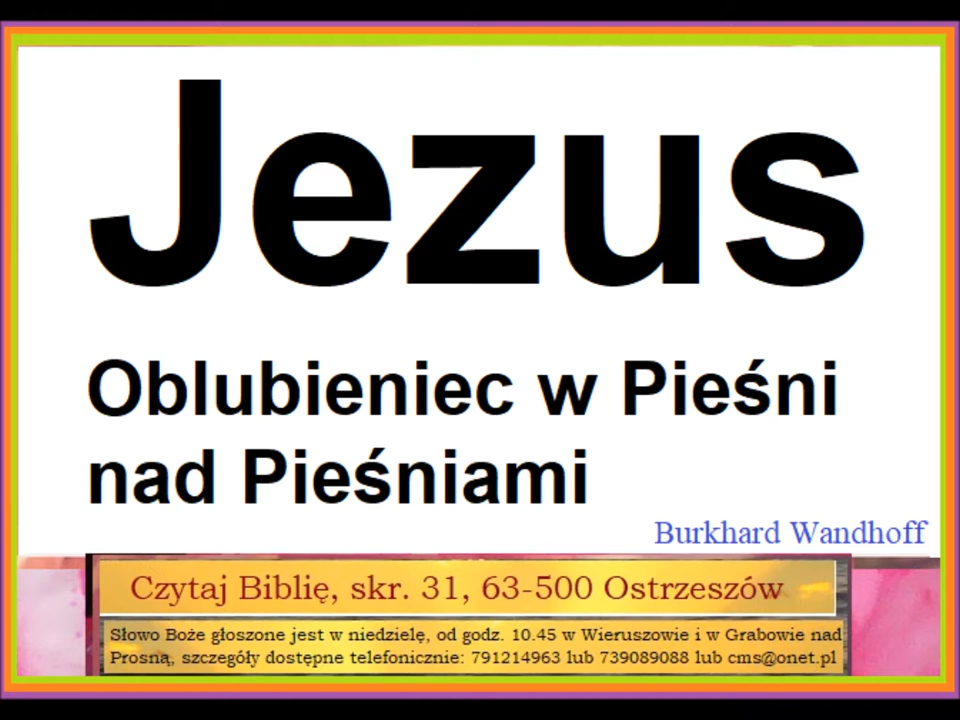 Jezus
Oblubieniec w Pieśni
nad Pieśniami
Burkhard Wandhoff
Czytaj Biblię, skr. 31, 63-500 Ostrzeszów
Słowo Boże głoszone jest w niedzielę, od godz. 10.45 w Wieruszowie i w Grabowie nad
Prosną, szczegóły dostępne telefonicznie: 791214963 lub 739089088 lub cms@onet.pl